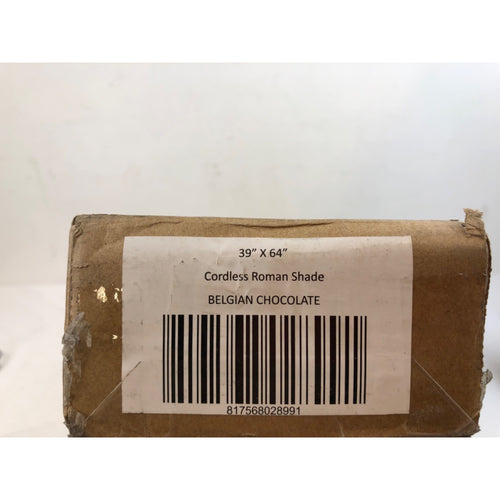 39” X 64”
Cordless Roman Shade
BELGIAN CHOCOLATE
817568028991